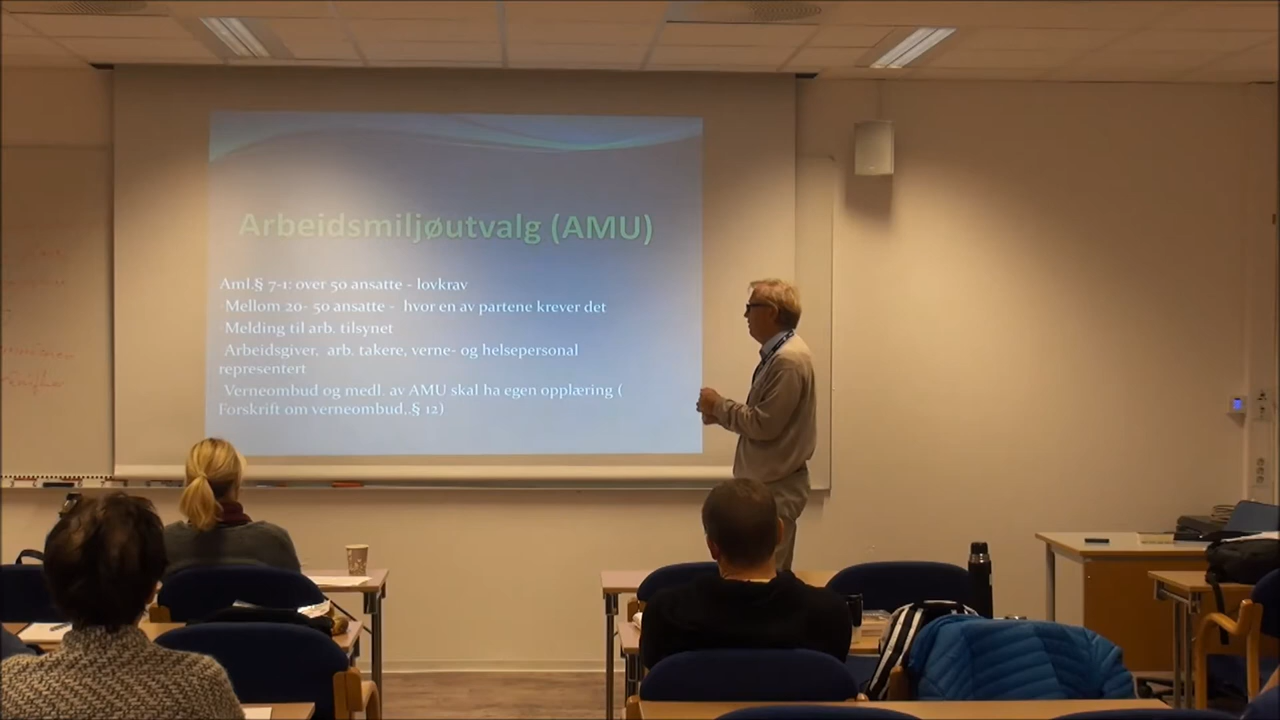 Arbeidsmiljøutvalg (AMU)
Aml.§ 7-1: over 50 ansatte - lovkrav
Mellom 20- 50 ansatte - hvor en av partene krever det
Melding til arb. tilsynet
Arbeidsgiver, arb. takere, verne- og helsepersonal
representert
Verneombud og medl. av AMU skal ha egen opplæring (
Forskrift om verneombud,.§ 12)